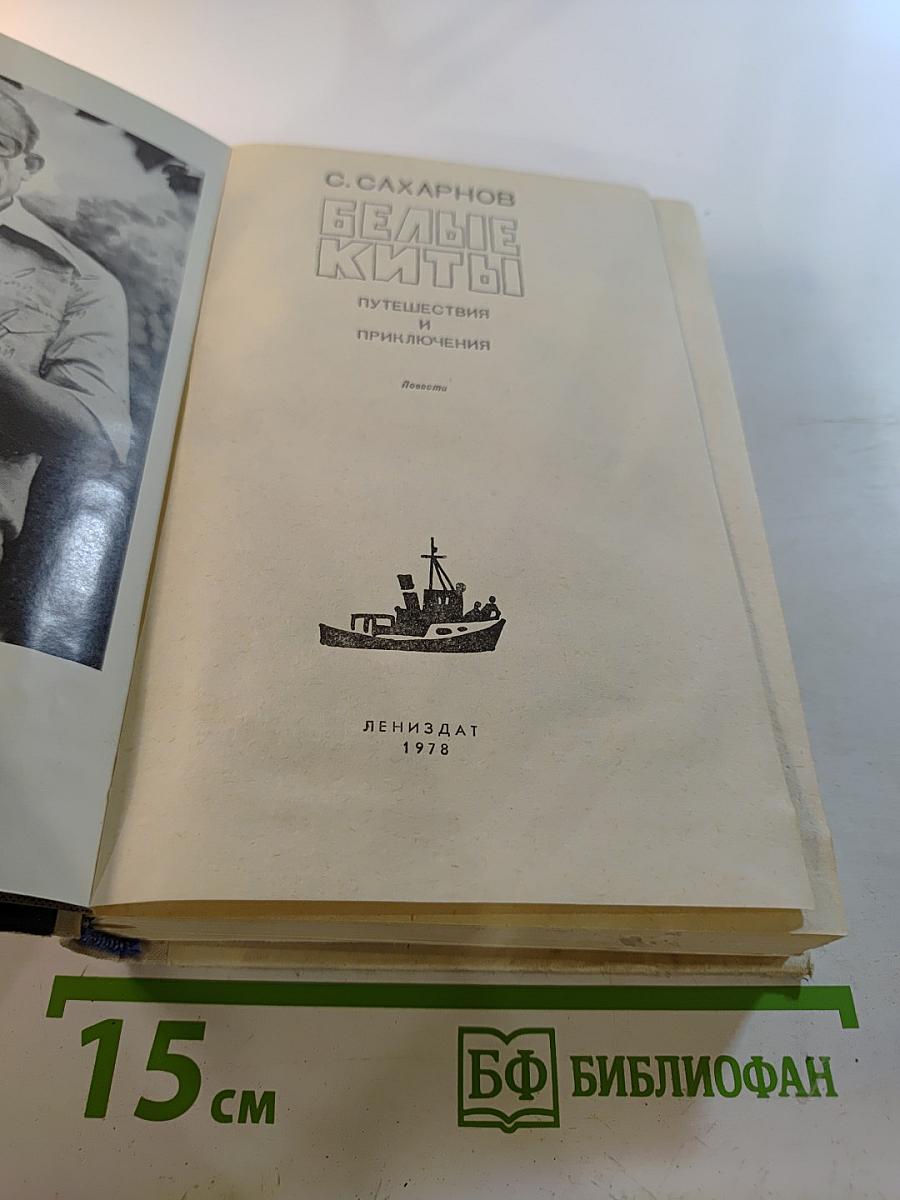 С. САХАРНОВ
БЕЛЫЕ
КИТЫ
ПУТЕШЕСТВИЯ
И
ПРИКЛЮЧЕНИЯ
Повести
ЛЕНИЗДАТ
1978
15 см
БФ БИБЛИОФАН